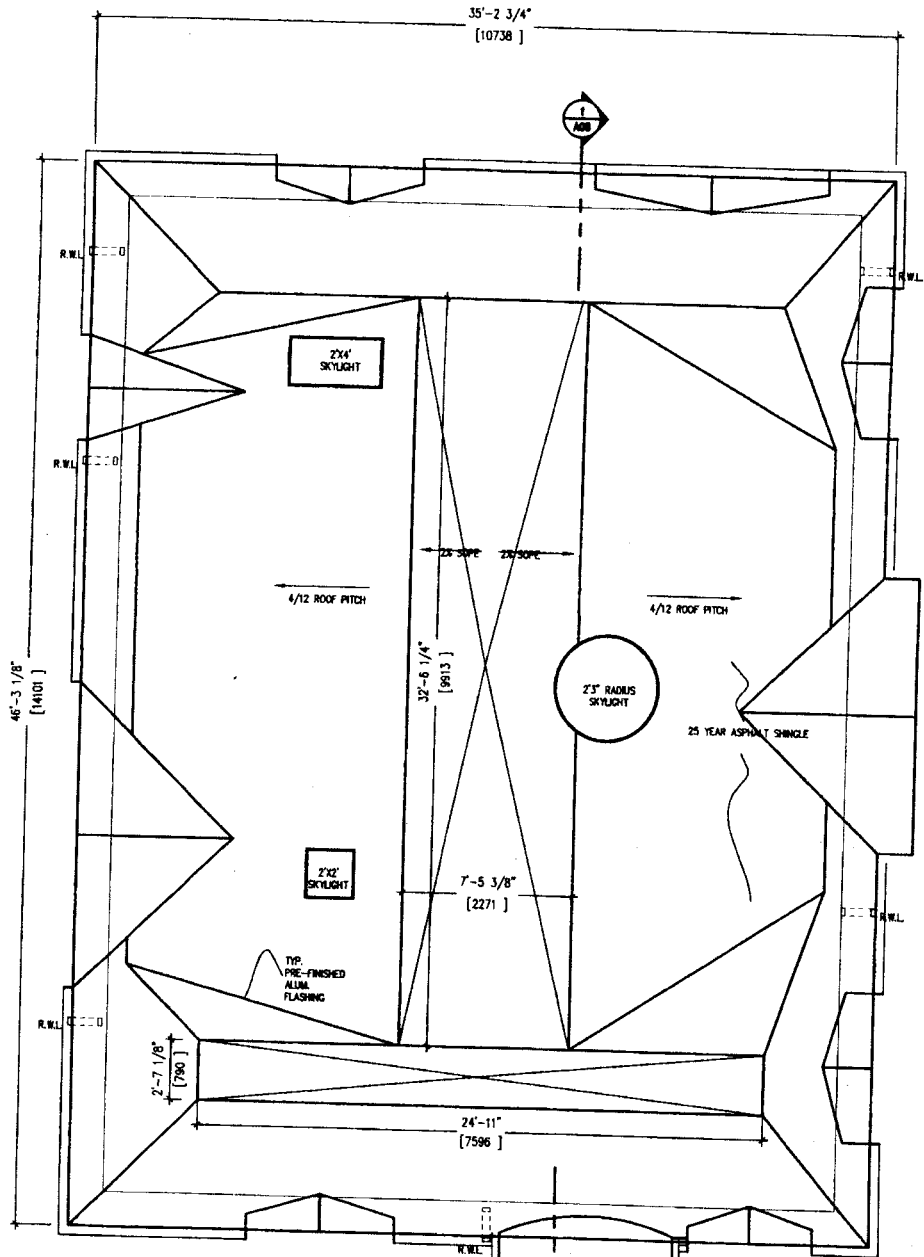 35'-2 3/4"
[10738 ]
1
A08
R.W.L.
R.W.L.
2'X4'
SKYLIGHT
R.W.L.
2% SOPE 2% SOPE
4/12 ROOF PITCH
4/12 ROOF PITCH
46'-3 1/8"
[14101 ]
32'-6 1/4"
[9913 ]
2'3" RADIUS
SKYLIGHT
25 YEAR ASPHALT SHINGLE
2'X2'
SKYLIGHT
7'-5 3/8"
[2271 ]
R.W.L.
TYP.
PRE-FINISHED
ALUM.
FLASHING
R.W.L.
2'-7 1/8"
[790 ]
24'-11"
[7596 ]
R.W.L.